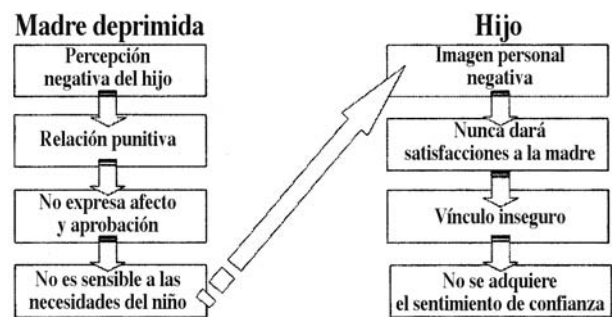 Madre deprimida
Percepción
negativa del hijo
Relación punitiva
No expresa afecto
y aprobación
No es sensible a las
necesidades del niño
Hijo
Imagen personal
negativa
Nunca dará
satisfacciones a la madre
Vínculo inseguro
No se adquiere
el sentimiento de confianza